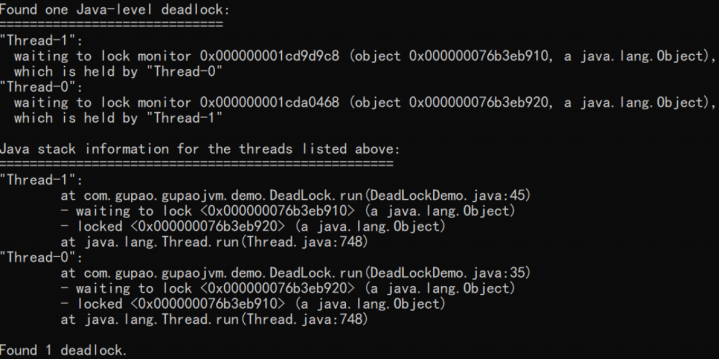 Found one Java-level deadlock:
=============================
"Thread-1":
  waiting to lock monitor 0x000000001cd9d9c8 (object 0x000000076b3eb910, a java.lang.Object),
  which is held by "Thread-0"
"Thread-0":
  waiting to lock monitor 0x000000001cda0468 (object 0x000000076b3eb920, a java.lang.Object),
  which is held by "Thread-1"
Java stack information for the threads listed above:
===================================================
"Thread-1":
        at com.gupao.gupaojvm.demo.DeadLock.run(DeadLockDemo.java:45)
        - waiting to lock <0x000000076b3eb910> (a java.lang.Object)
        - locked <0x000000076b3eb920> (a java.lang.Object)
        at java.lang.Thread.run(Thread.java:748)
"Thread-0":
        at com.gupao.gupaojvm.demo.DeadLock.run(DeadLockDemo.java:35)
        - waiting to lock <0x000000076b3eb920> (a java.lang.Object)
        - locked <0x000000076b3eb910> (a java.lang.Object)
        at java.lang.Thread.run(Thread.java:748)
Found 1 deadlock.